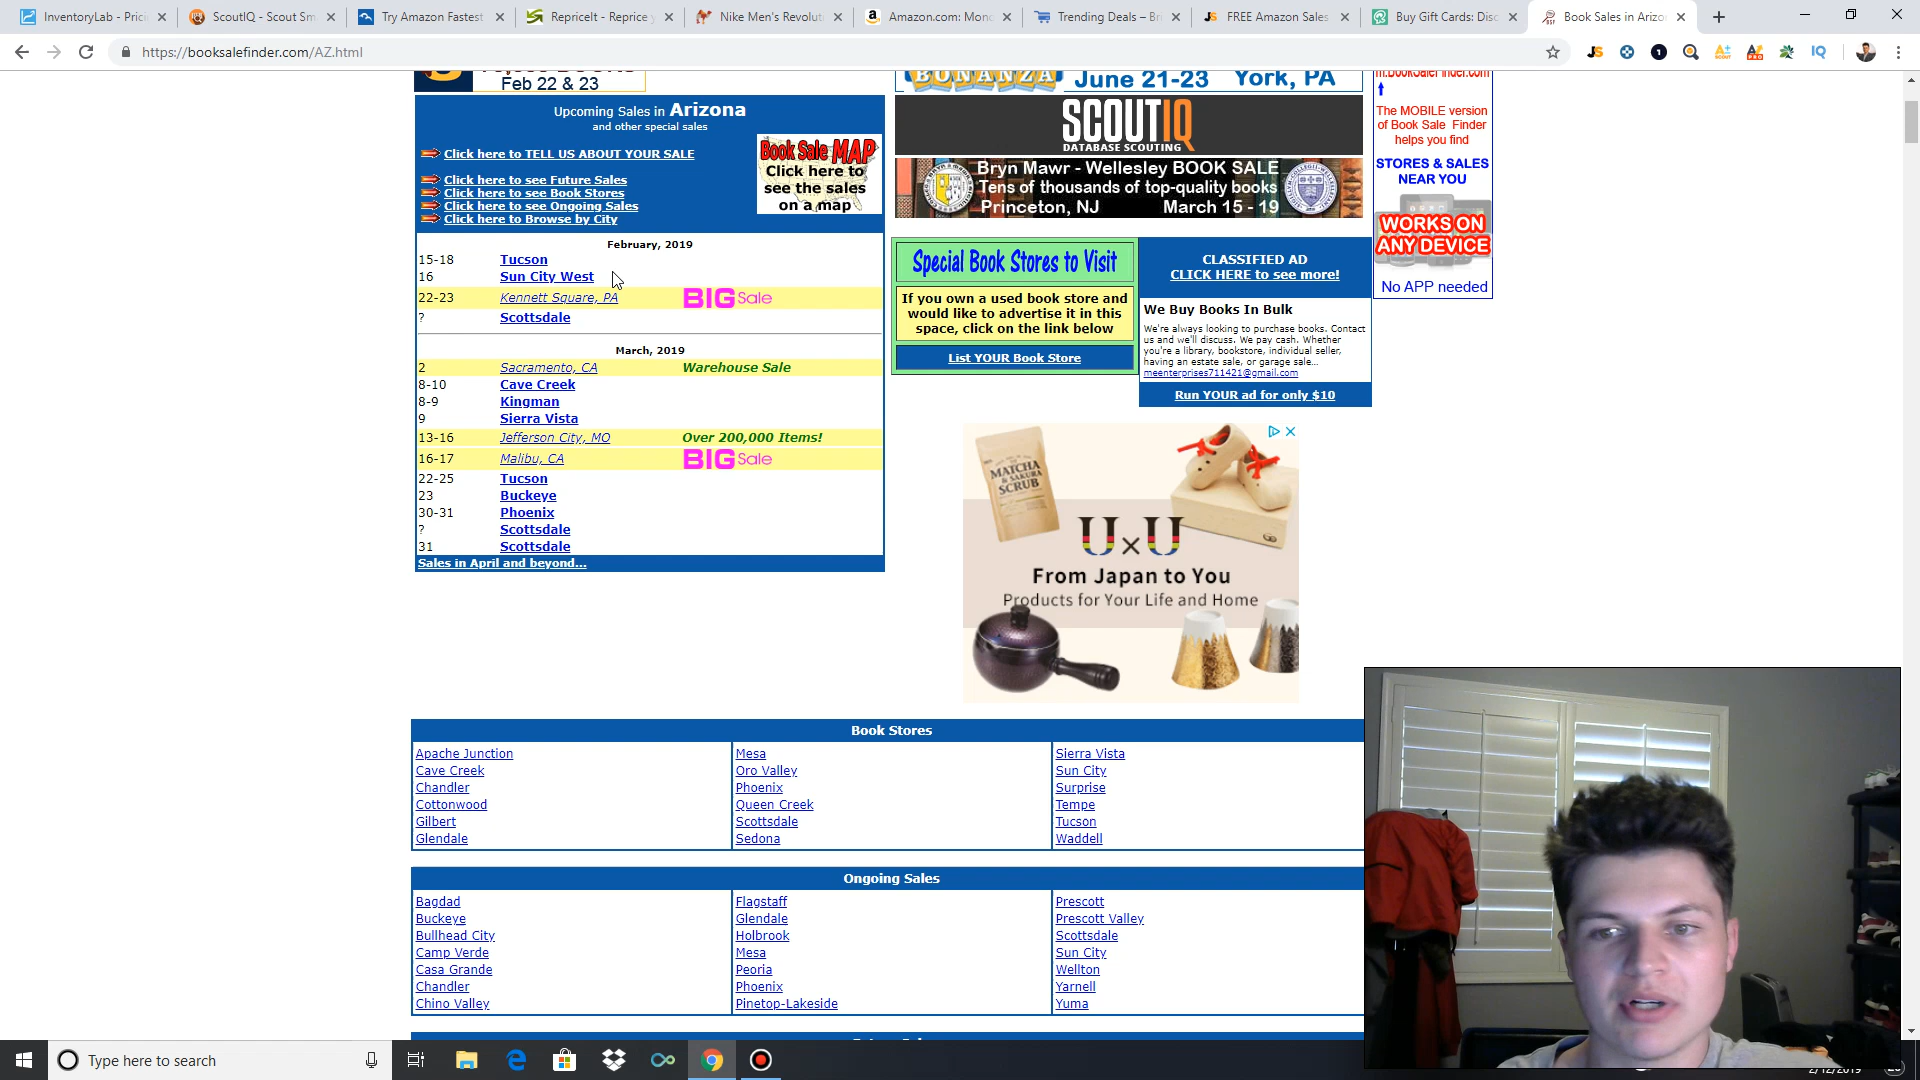 InventoryLab - Prici
ScoutIQ - Scout Sm
Try Amazon Fastest
RepriceIt - Reprice y
Nike Men's Revolut
Amazon.com: Mono
Trending Deals – Br
FREE Amazon Sales
Buy Gift Cards: Disc
Book Sales in Arizo
https://booksalefinder.com/AZ.html
Feb 22 & 23
BONANZA
June 21-23 York, PA
m.BookSaleFinder.com
The MOBILE version
of Book Sale Finder
helps you find
STORES & SALES
NEAR YOU
WORKS ON
ANY DEVICE
No APP needed
Upcoming Sales in Arizona
and other special sales
Click here to TELL US ABOUT YOUR SALE
Click here to see Future Sales
Click here to see Book Stores
Click here to see Ongoing Sales
Click here to Browse by City
Book Sale MAP
Click here to
see the sales
on a map
SCOUTIQ
DATABASE SCOUTING
Bryn Mawr - Wellesley BOOK SALE
Tens of thousands of top-quality books
Princeton, NJ March 15 - 19
February, 2019
15-18 Tucson
16 Sun City West
22-23 Kennett Square, PA BIG Sale
? Scottsdale
March, 2019
2 Sacramento, CA Warehouse Sale
8-10 Cave Creek
8-9 Kingman
9 Sierra Vista
13-16 Jefferson City, MO Over 200,000 Items!
16-17 Malibu, CA BIG Sale
22-25 Tucson
23 Buckeye
30-31 Phoenix
? Scottsdale
31 Scottsdale
Sales in April and beyond...
Special Book Stores to Visit
If you own a used book store and
would like to advertise it in this
space, click on the link below
List YOUR Book Store
CLASSIFIED AD
CLICK HERE to see more!
We Buy Books In Bulk
We're always looking to purchase books. Contact
us and we'll discuss. We pay cash. Whether
you're a library, bookstore, individual seller,
having an estate sale, or garage sale...
meenterprises711421@gmail.com
Run YOUR ad for only $10
MATCHA
& SAKURA
SCRUB
UxU
From Japan to You
Products for Your Life and Home
Book Stores
Apache Junction Mesa Sierra Vista
Cave Creek Oro Valley Sun City
Chandler Phoenix Surprise
Cottonwood Queen Creek Tempe
Gilbert Scottsdale Tucson
Glendale Sedona Waddell
Ongoing Sales
Bagdad Flagstaff Prescott
Buckeye Glendale Prescott Valley
Bullhead City Holbrook Scottsdale
Camp Verde Mesa Sun City
Casa Grande Peoria Wellton
Chandler Phoenix Yarnell
Chino Valley Pinetop-Lakeside Yuma
Type here to search
2/12/2019